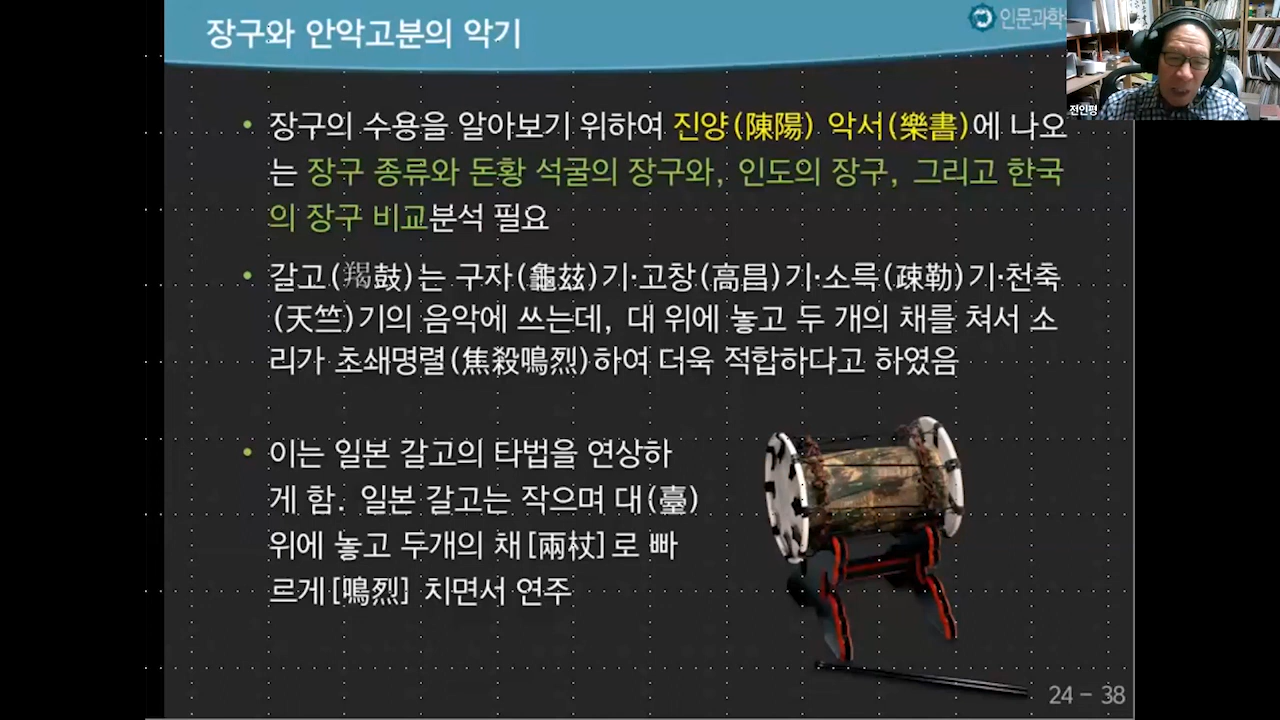 장구와 안악고분의 악기
인문과학
전인평
• 장구의 수용을 알아보기 위하여 진양(陳陽) 악서(樂書)에 나오
는 장구 종류와 돈황 석굴의 장구와, 인도의 장구, 그리고 한국
의 장구 비교분석 필요
• 갈고(羯鼓)는 구자(龜玆)기·고창(高昌)기·소륵(疎勒)기·천축
(天竺)기의 음악에 쓰는데, 대 위에 놓고 두 개의 채를 쳐서 소
리가 초쇄명렬(焦殺鳴烈)하여 더욱 적합하다고 하였음
• 이는 일본 갈고의 타법을 연상하
게 함. 일본 갈고는 작으며 대(臺)
위에 놓고 두개의 채[兩杖]로 빠
르게[鳴烈] 치면서 연주
24 - 38